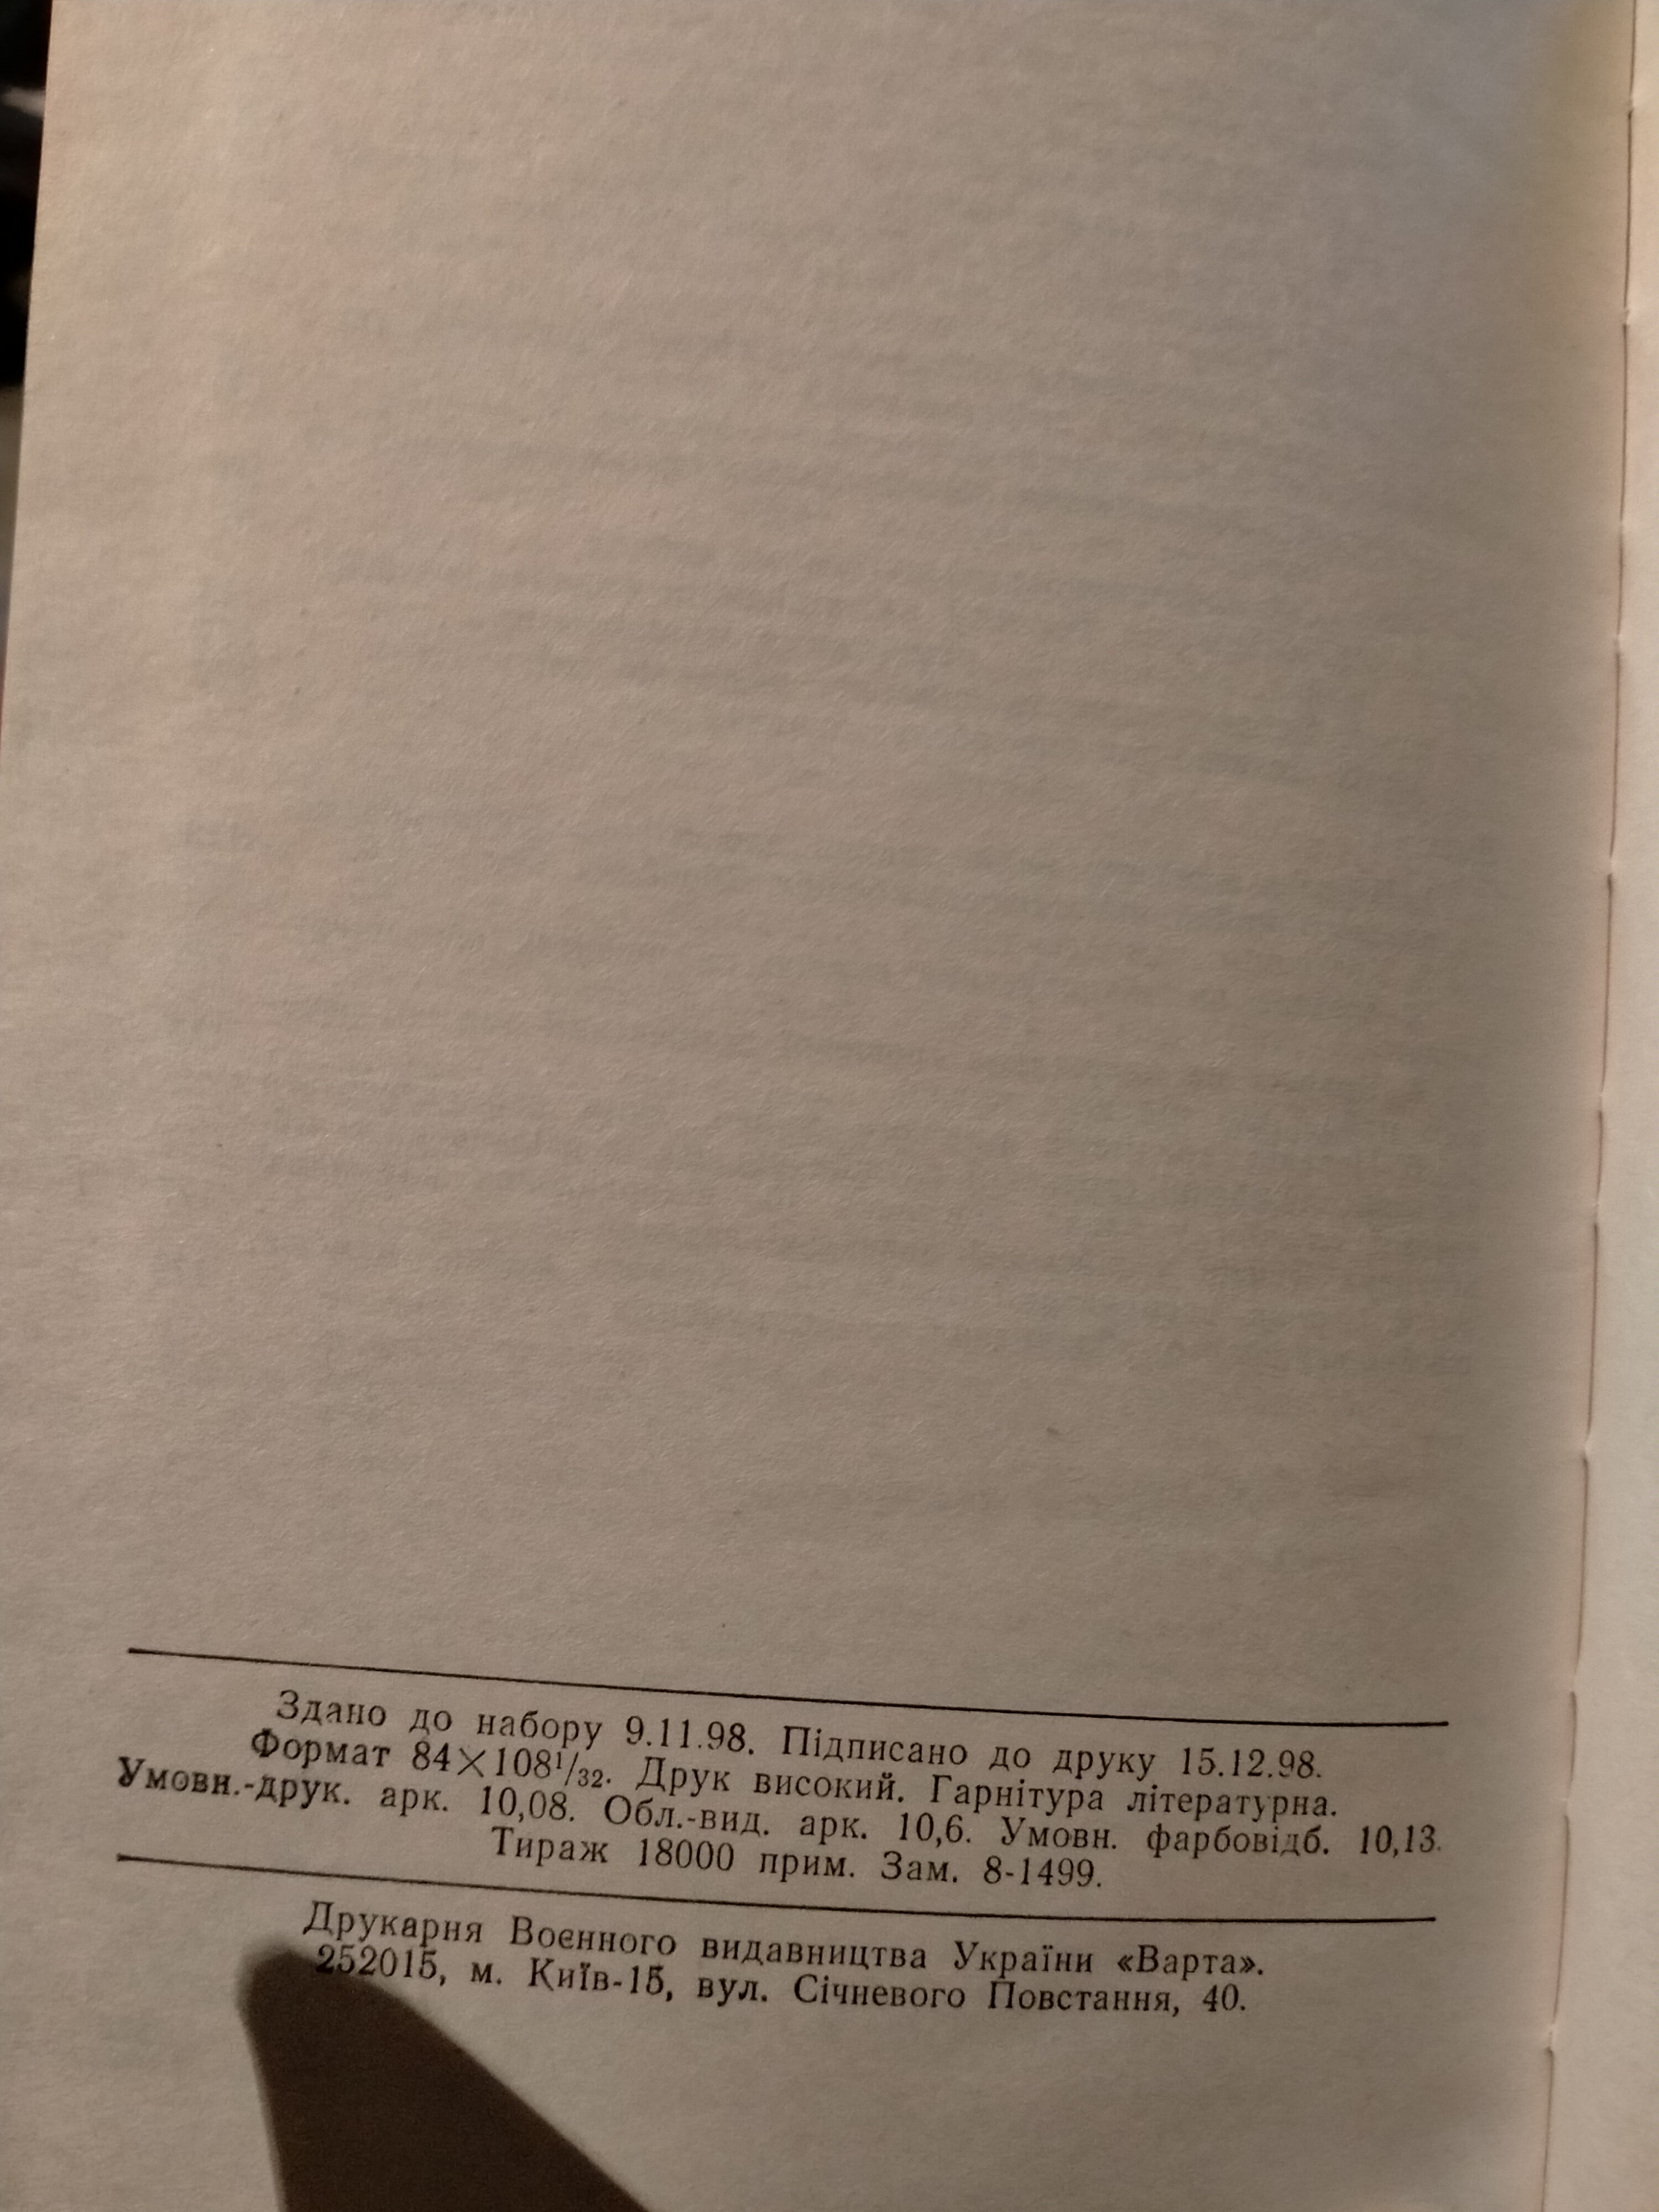 Здано до набору 9.11.98. Підписано до друку 15.12.98.
Формат 84×108¹/₃₂. Друк високий. Гарнітура літературна.
Умовн.-друк. арк. 10,08. Обл.-вид. арк. 10,6. Умовн. фарбовідб. 10,13.
Тираж 18000 прим. Зам. 8-1499.
Друкарня Воєнного видавництва України «Варта».
252015, м. Київ-15, вул. Січневого Повстання, 40.